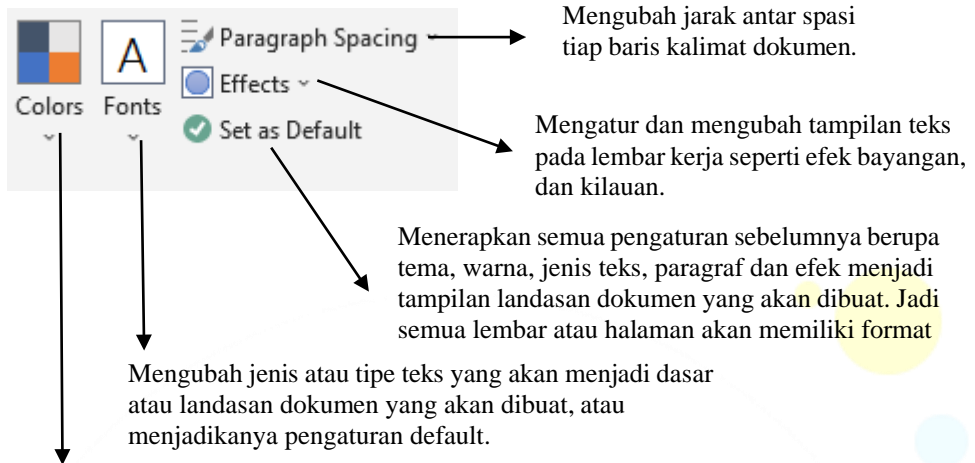 Colors
Fonts
A
Paragraph Spacing
Effects
Set as Default
Mengubah jarak antar spasi
tiap baris kalimat dokumen.
Mengatur dan mengubah tampilan teks
pada lembar kerja seperti efek bayangan,
dan kilauan.
Menerapkan semua pengaturan sebelumnya berupa
tema, warna, jenis teks, paragraf dan efek menjadi
tampilan landasan dokumen yang akan dibuat. Jadi
semua lembar atau halaman akan memiliki format
Mengubah jenis atau tipe teks yang akan menjadi dasar
atau landasan dokumen yang akan dibuat, atau
menjadikanya pengaturan default.